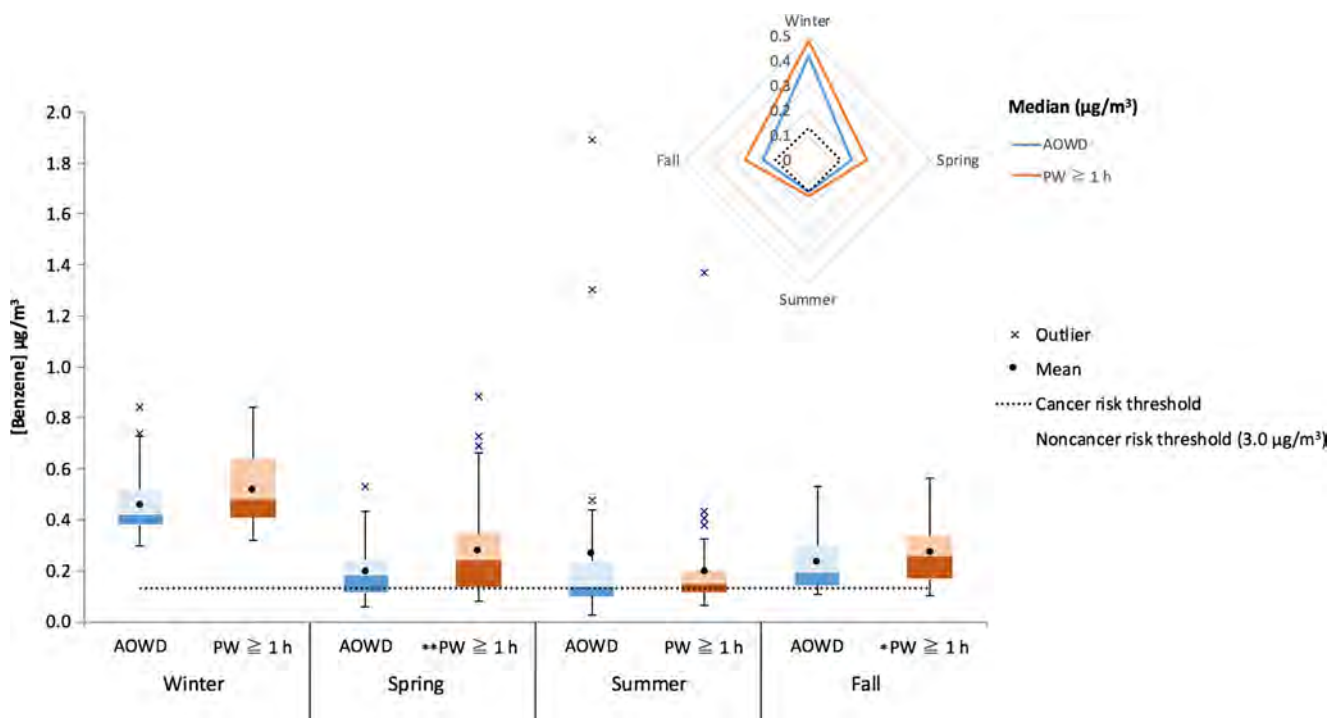 Winter
0.5
0.4
0.3
0.2
0.1
0
Fall
Spring
Summer
Median (µg/m³)
AOWD
PW ≧ 1 h
[Benzene] µg/m³
2.0
1.8
1.6
1.4
1.2
1.0
0.8
0.6
0.4
0.2
0.0
Outlier
Mean
Cancer risk threshold
Noncancer risk threshold (3.0 µg/m³)
AOWD PW ≧ 1 h AOWD **PW ≧ 1 h AOWD PW ≧ 1 h AOWD *PW ≧ 1 h
Winter Spring Summer Fall